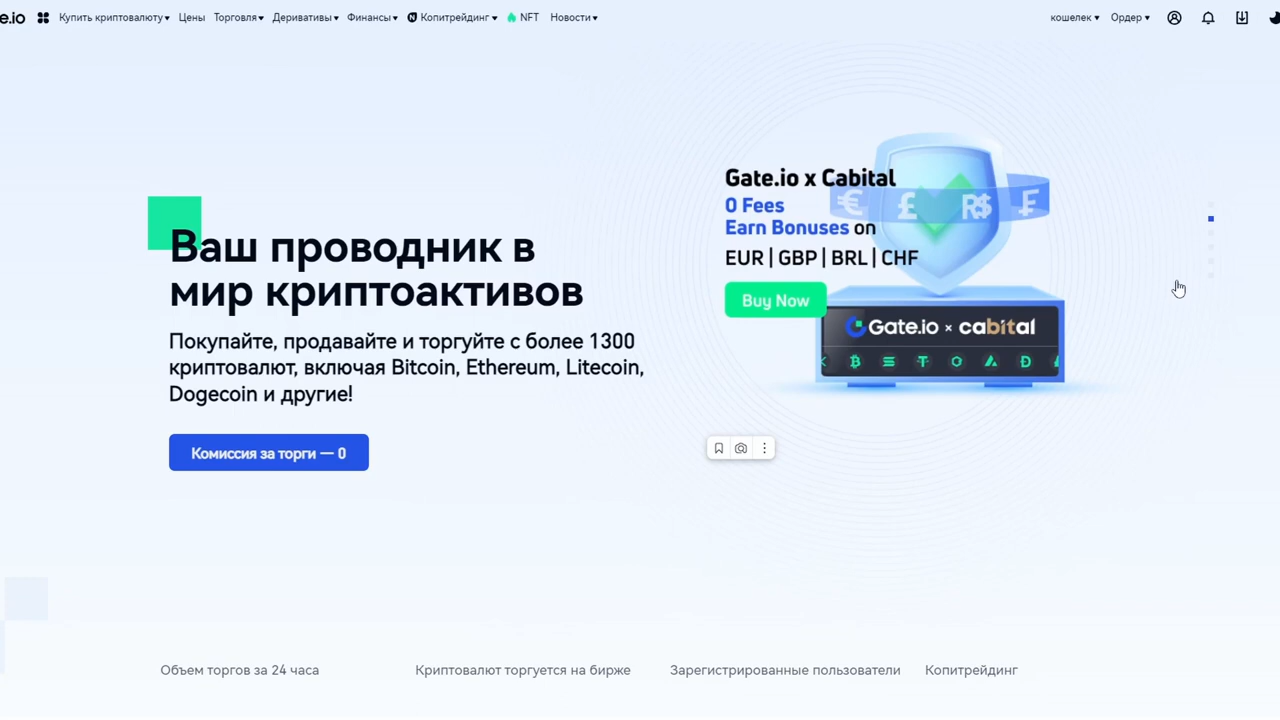 e.io Купить криптовалюту Цены Торговля Деривативы Финансы Копитрейдинг NFT Новости кошелек Ордер
Ваш проводник в
мир криптоактивов
Покупайте, продавайте и торгуйте с более 1300
криптовалют, включая Bitcoin, Ethereum, Litecoin,
Dogecoin и другие!
Комиссия за торги — 0
Gate.io x Cabital
0 Fees
Earn Bonuses on
EUR | GBP | BRL | CHF
Buy Now
€ £ R$ ₣
Gate.io × cabital
Объем торгов за 24 часа
Криптовалют торгуется на бирже
Зарегистрированные пользователи
Копитрейдинг